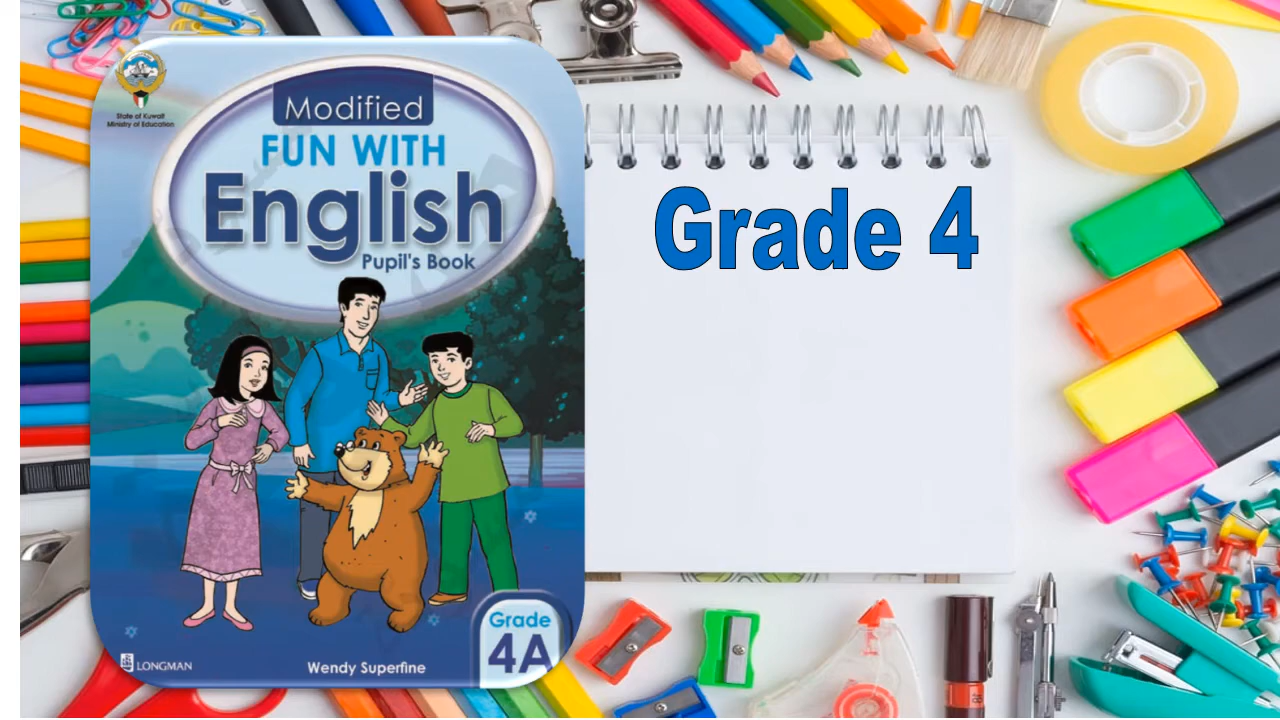 State of Kuwait
Ministry of Education
Modified
FUN WITH
English
Pupil's Book
Grade
4A
LONGMAN
Wendy Superfine
Grade 4